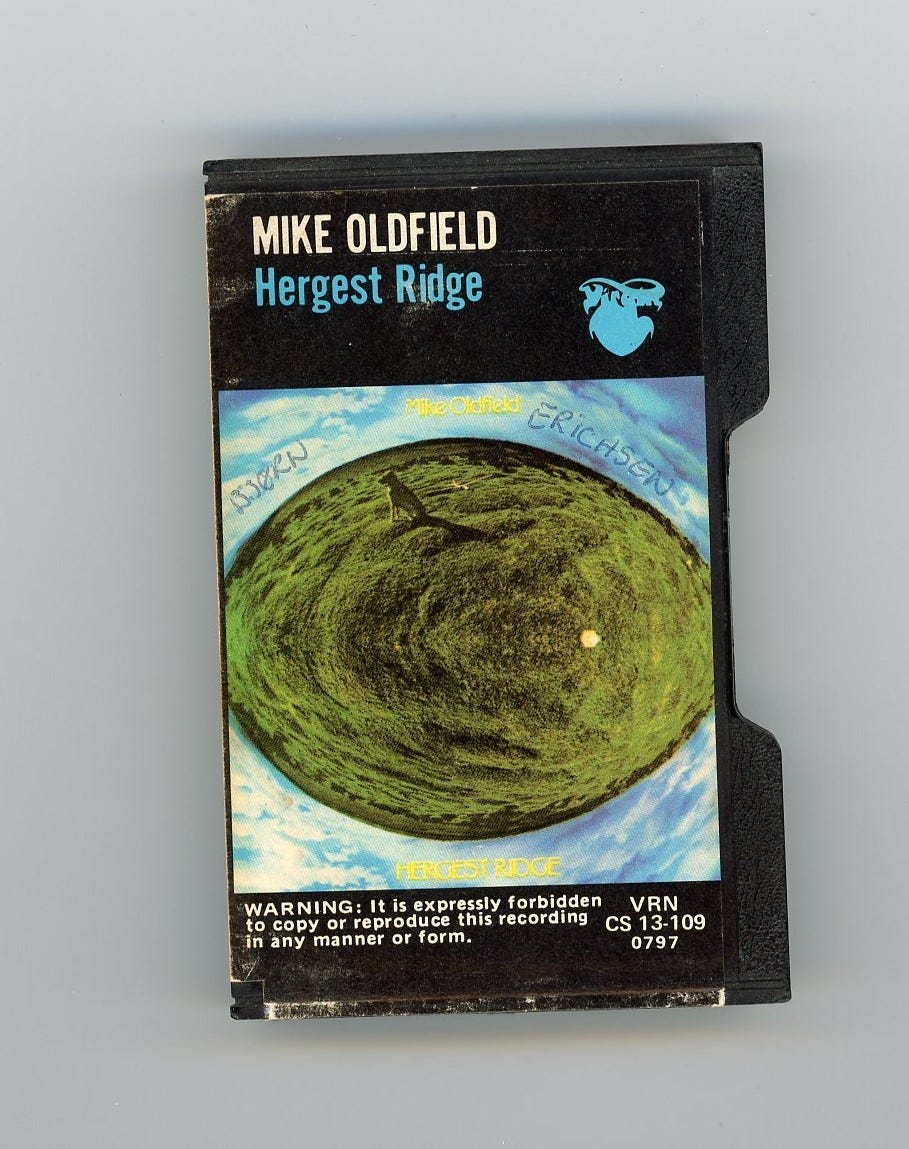 MIKE OLDFIELD
Hergest Ridge
Virgin
Mike Oldfield
BJØRN ERICHSEN
HERGEST RIDGE
WARNING: It is expressly forbidden
to copy or reproduce this recording
in any manner or form.
VRN
CS 13-109
0797